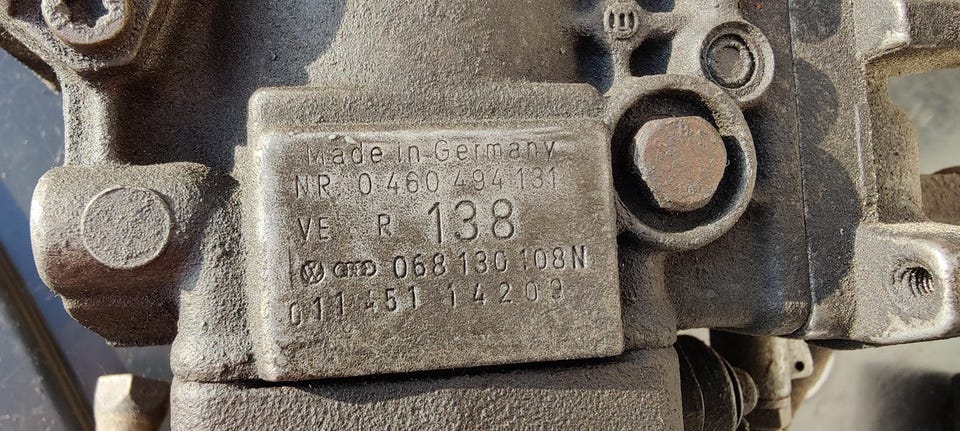 Made in Germany
NR 0 460 494 131
VE R 138
068 130 108N
011 451 14209